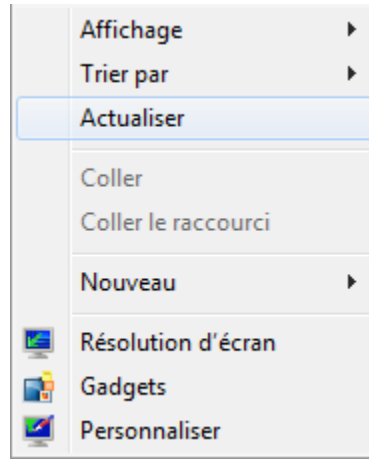 Affichage
Trier par
Actualiser
Coller
Coller le raccourci
Nouveau
Résolution d'écran
Gadgets
Personnaliser